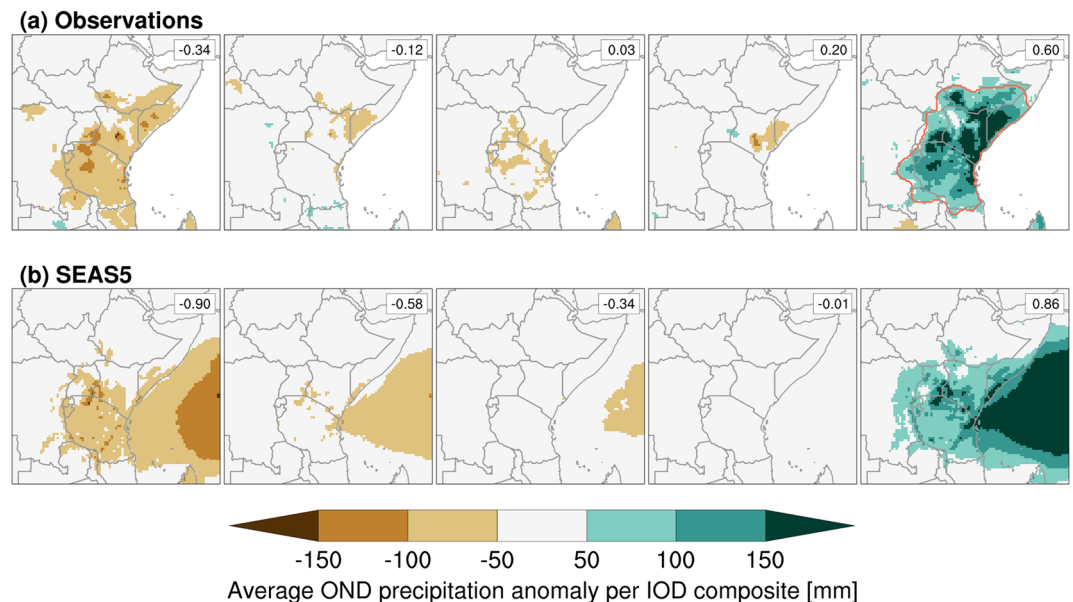 (a) Observations
-0.34
-0.12
0.03
0.20
0.60
(b) SEAS5
-0.90
-0.58
-0.34
-0.01
0.86
-150 -100 -50 50 100 150
Average OND precipitation anomaly per IOD composite [mm]